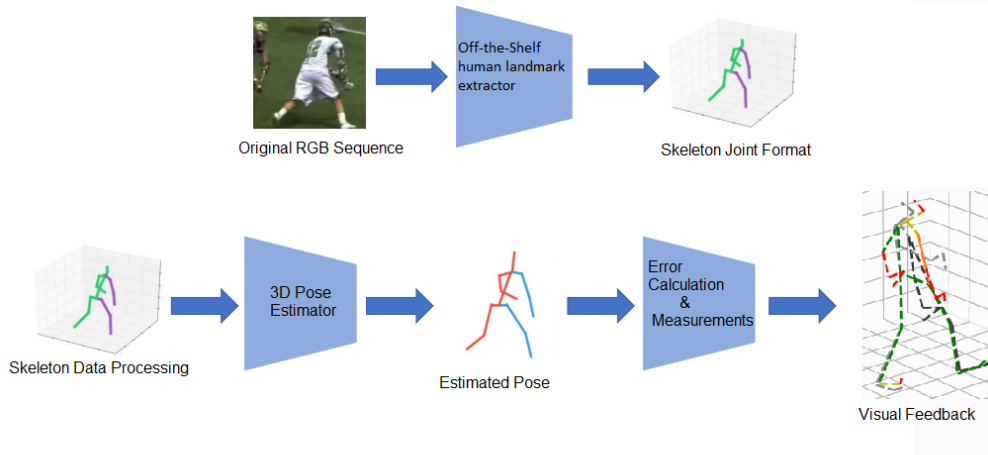 Off-the-Shelf
human landmark
extractor
Original RGB Sequence
Skeleton Joint Format
3D Pose
Estimator
Error
Calculation
&
Measurements
Skeleton Data Processing
Estimated Pose
Visual Feedback